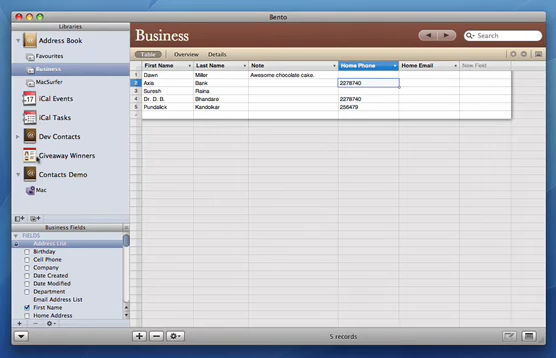 Bento
Libraries
Address Book
Favourites
Business
MacSurfer
iCal Events
iCal Tasks
Dev Contacts
Giveaway Winners
Contacts Demo
Mac
Business Fields
FIELDS
Address List
Birthday
Cell Phone
Company
Date Created
Date Modified
Department
Email Address List
First Name
Home Address
Business
Search
Table Overview Details
First Name Last Name Note Home Phone Home Email New Field
1 Dawn Miller Awesome chocolate cake.
2 Axis Bank 2278740
3 Suresh Raina
4 Dr. D. B. Bhandare 2278740
5 Pundalick Kandolkar 256479
5 records